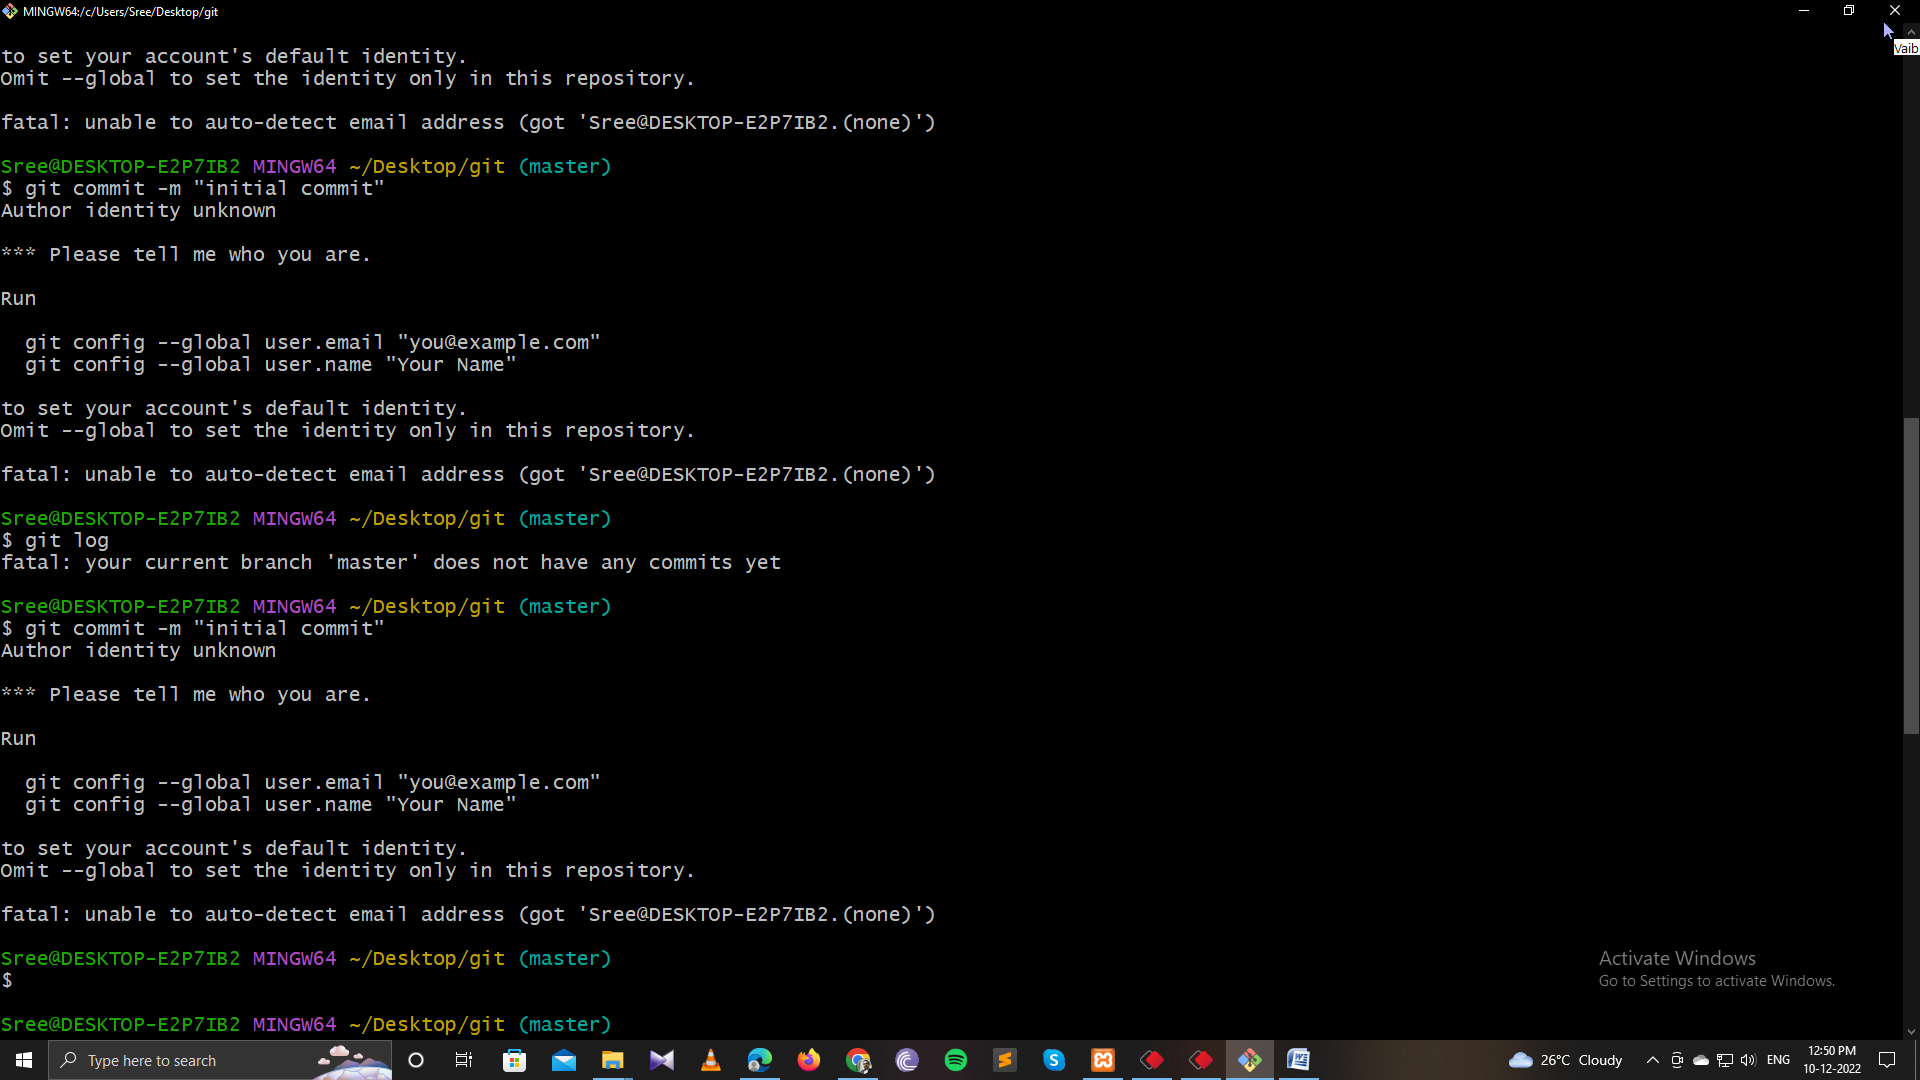 MINGW64:/c/Users/Sree/Desktop/git
Vaib
to set your account's default identity.
Omit --global to set the identity only in this repository.
fatal: unable to auto-detect email address (got 'Sree@DESKTOP-E2P7IB2.(none)')
Sree@DESKTOP-E2P7IB2 MINGW64 ~/Desktop/git (master)
$ git commit -m "initial commit"
Author identity unknown
*** Please tell me who you are.
Run
git config --global user.email "you@example.com"
git config --global user.name "Your Name"
to set your account's default identity.
Omit --global to set the identity only in this repository.
fatal: unable to auto-detect email address (got 'Sree@DESKTOP-E2P7IB2.(none)')
Sree@DESKTOP-E2P7IB2 MINGW64 ~/Desktop/git (master)
$ git log
fatal: your current branch 'master' does not have any commits yet
Sree@DESKTOP-E2P7IB2 MINGW64 ~/Desktop/git (master)
$ git commit -m "initial commit"
Author identity unknown
*** Please tell me who you are.
Run
git config --global user.email "you@example.com"
git config --global user.name "Your Name"
to set your account's default identity.
Omit --global to set the identity only in this repository.
fatal: unable to auto-detect email address (got 'Sree@DESKTOP-E2P7IB2.(none)')
Sree@DESKTOP-E2P7IB2 MINGW64 ~/Desktop/git (master)
$
Sree@DESKTOP-E2P7IB2 MINGW64 ~/Desktop/git (master)
Activate Windows
Go to Settings to activate Windows.
Type here to search
26°C Cloudy
ENG
12:50 PM
10-12-2022